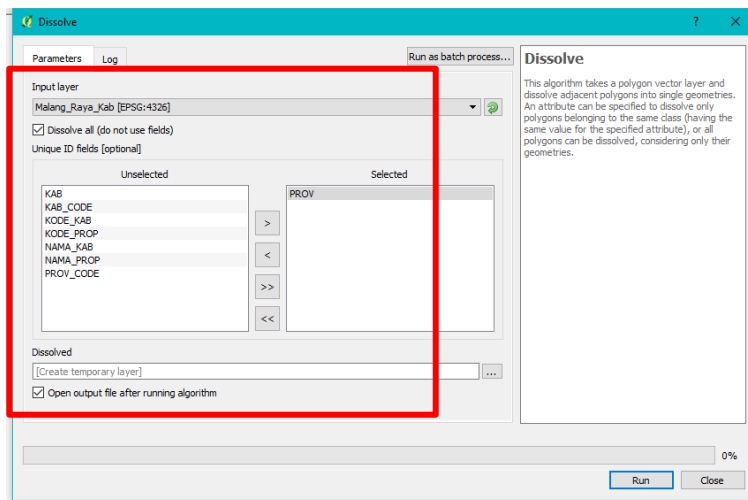 Dissolve
?
Parameters
Log
Run as batch process...
Input layer
Malang_Raya_Kab [EPSG:4326]
Dissolve all (do not use fields)
Unique ID fields [optional]
Unselected
Selected
KAB
KAB_CODE
KODE_KAB
KODE_PROP
NAMA_KAB
NAMA_PROP
PROV_CODE
>
<
>>
<<
PROV
Dissolved
[Create temporary layer]
...
Open output file after running algorithm
Dissolve
This algorithm takes a polygon vector layer and
dissolve adjacent polygons into single geometries.
An attribute can be specified to dissolve only
polygons belonging to the same class (having the
same value for the specified attribute), or all
polygons can be dissolved, considering only their
geometries.
0%
Run
Close